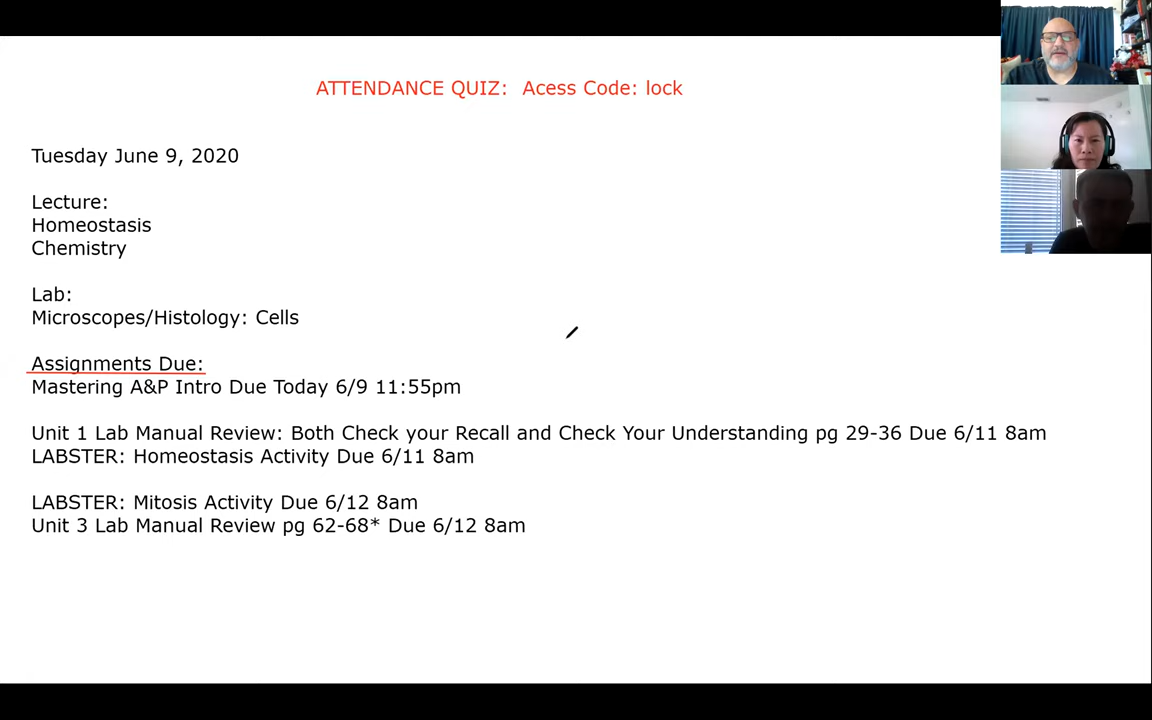 ATTENDANCE QUIZ: Acess Code: lock
Tuesday June 9, 2020
Lecture:
Homeostasis
Chemistry
Lab:
Microscopes/Histology: Cells
Assignments Due:
Mastering A&P Intro Due Today 6/9 11:55pm
Unit 1 Lab Manual Review: Both Check your Recall and Check Your Understanding pg 29-36 Due 6/11 8am
LABSTER: Homeostasis Activity Due 6/11 8am
LABSTER: Mitosis Activity Due 6/12 8am
Unit 3 Lab Manual Review pg 62-68* Due 6/12 8am